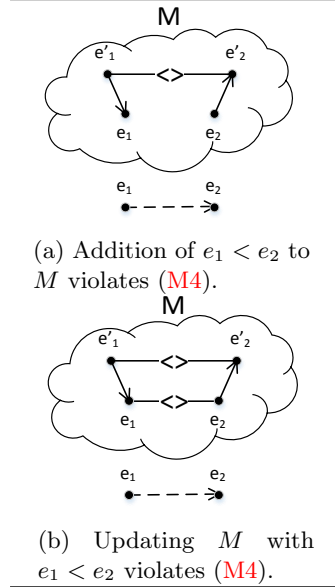 M
e'₁ <> e'₂
e₁ e₂
e₁ e₂
(a) Addition of e₁ < e₂ to
M violates (M4).
M
e'₁ <> e'₂
e₁ <> e₂
e₁ e₂
(b) Updating M with
e₁ < e₂ violates (M4).